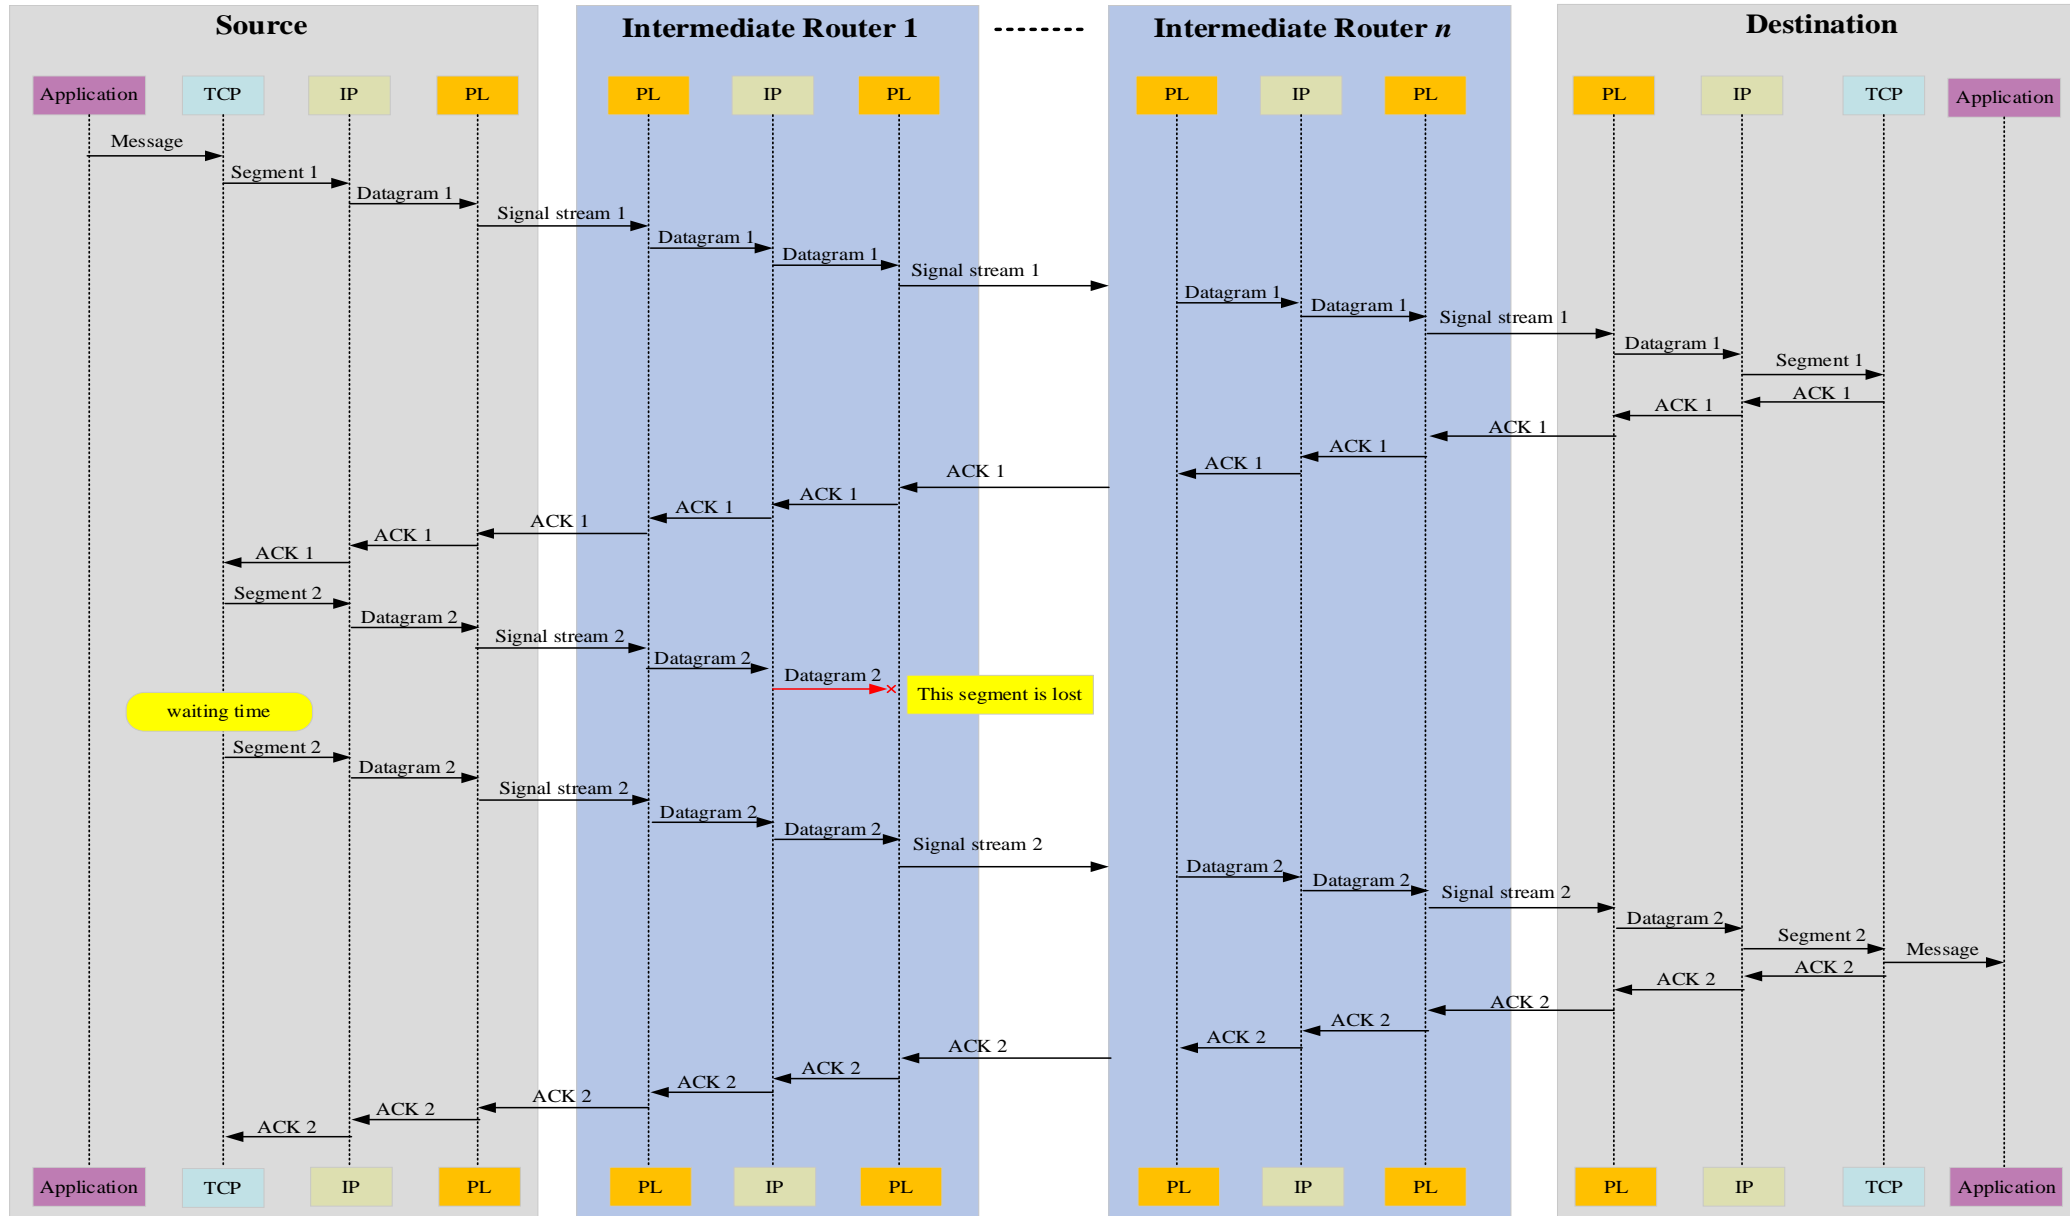 Source
Intermediate Router 1
Intermediate Router n
Destination
Application
TCP
IP
PL
PL
IP
PL
PL
IP
PL
PL
IP
TCP
Application
Message
Segment 1
Datagram 1
Signal stream 1
Datagram 1
Datagram 1
Signal stream 1
Datagram 1
Datagram 1
Signal stream 1
Datagram 1
Segment 1
ACK 1
ACK 1
ACK 1
ACK 1
ACK 1
ACK 1
ACK 1
ACK 1
ACK 1
ACK 1
ACK 1
Segment 2
Datagram 2
Signal stream 2
Datagram 2
Datagram 2
This segment is lost
waiting time
Segment 2
Datagram 2
Signal stream 2
Datagram 2
Datagram 2
Signal stream 2
Datagram 2
Datagram 2
Signal stream 2
Datagram 2
Segment 2
Message
ACK 2
ACK 2
ACK 2
ACK 2
ACK 2
ACK 2
ACK 2
ACK 2
ACK 2
ACK 2
ACK 2
Application
TCP
IP
PL
PL
IP
PL
PL
IP
PL
PL
IP
TCP
Application